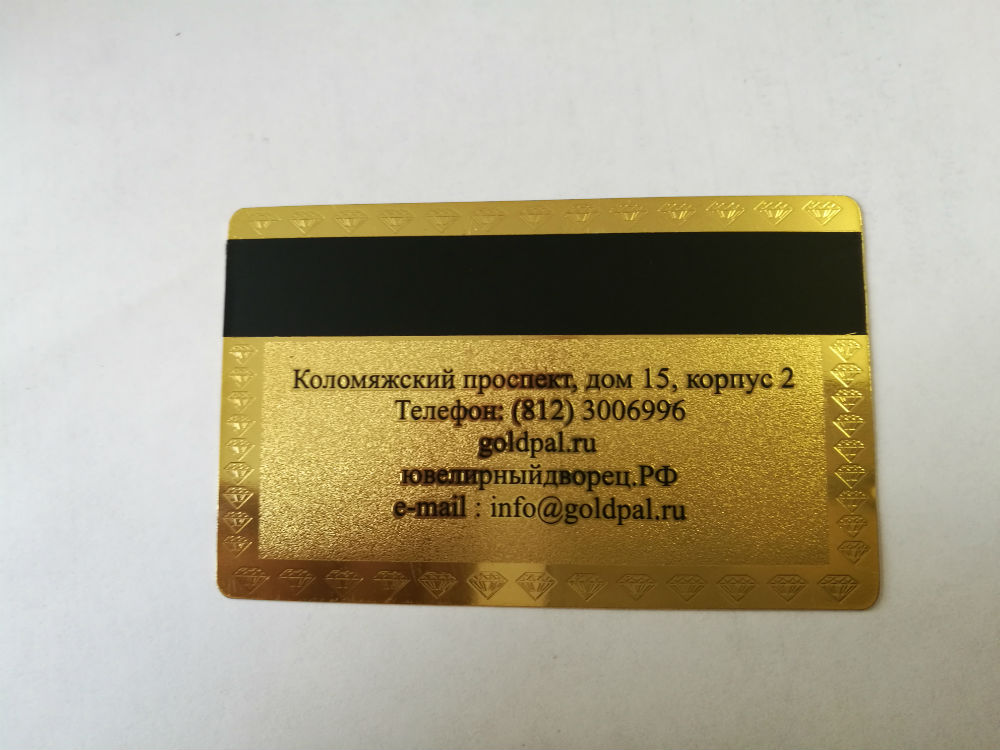 Коломяжский проспект, дом 15, корпус 2
Телефон: (812) 3006996
goldpal.ru
ювелирныйдворец.РФ
e-mail : info@goldpal.ru